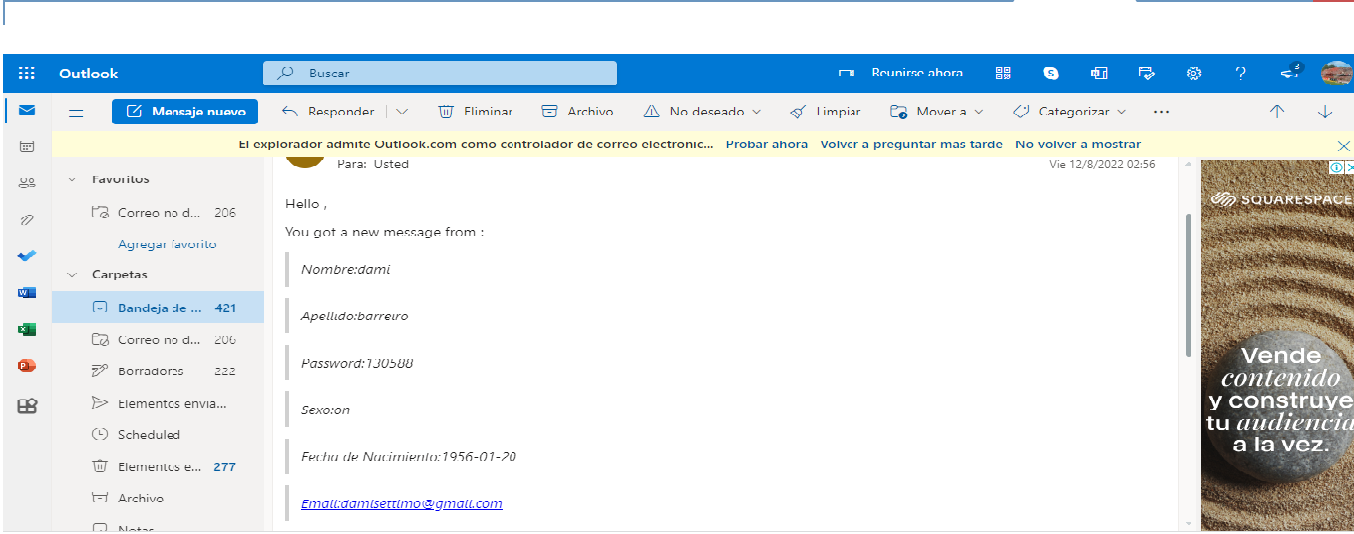 Outlook
Buscar
Reunirse ahora
3
Mensaje nuevo
Responder
Eliminar
Archivo
No deseado
Limpiar
Mover a
Categorizar
El explorador admite Outlook.com como controlador de correo electrónic... Probar ahora Volver a preguntar más tarde No volver a mostrar
Para: Usted
Vie 12/8/2022 02:56
Favoritos
Correo no d... 206
Agregar favorito
Carpetas
Bandeja de ... 421
Correo no d... 206
Borradores 222
Elementos envia...
Scheduled
Elementos e... 277
Archivo
Notas
Hello ,
You got a new message from :
Nombre:dami
Apellido:barreiro
Password:130588
Sexo:on
Fecha de Nacimiento:1956-01-20
Email:damisettimo@gmail.com
SQUARESPACE
Vende
contenido
y construye
tu audiencia
a la vez.